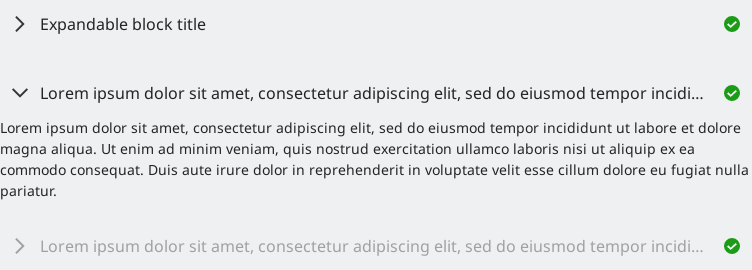 Expandable block title
Lorem ipsum dolor sit amet, consectetur adipiscing elit, sed do eiusmod tempor incidi...
Lorem ipsum dolor sit amet, consectetur adipiscing elit, sed do eiusmod tempor incididunt ut labore et dolore
magna aliqua. Ut enim ad minim veniam, quis nostrud exercitation ullamco laboris nisi ut aliquip ex ea
commodo consequat. Duis aute irure dolor in reprehenderit in voluptate velit esse cillum dolore eu fugiat nulla
pariatur.
Lorem ipsum dolor sit amet, consectetur adipiscing elit, sed do eiusmod tempor incidi...